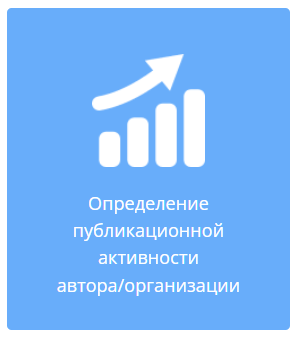 Определение
публикационной
активности
автора/организации